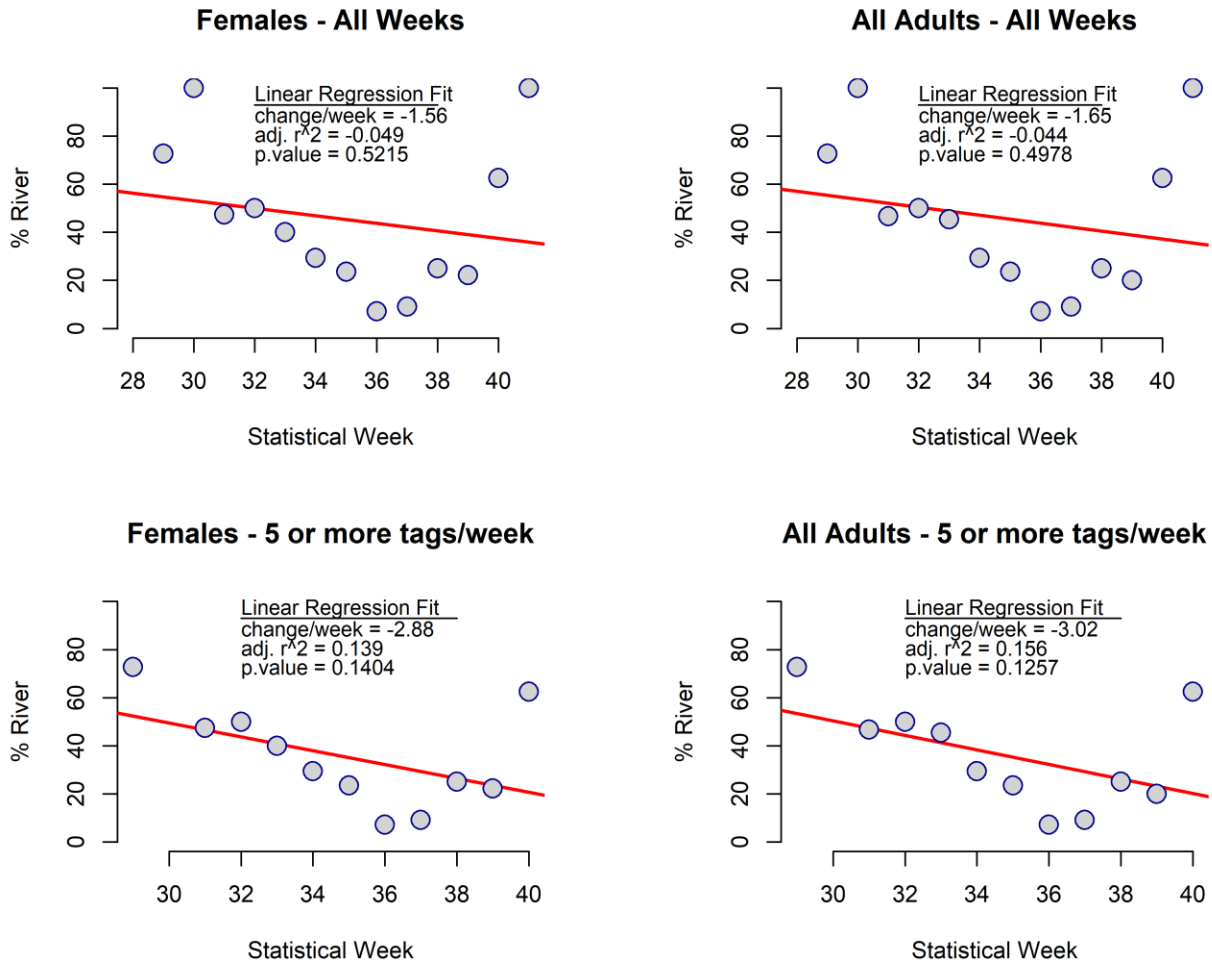 Females - All Weeks
Linear Regression Fit
change/week = -1.56
adj. r^2 = -0.049
p.value = 0.5215
% River
0 20 40 60 80
28 30 32 34 36 38 40
Statistical Week
All Adults - All Weeks
Linear Regression Fit
change/week = -1.65
adj. r^2 = -0.044
p.value = 0.4978
% River
0 20 40 60 80
28 30 32 34 36 38 40
Statistical Week
Females - 5 or more tags/week
Linear Regression Fit
change/week = -2.88
adj. r^2 = 0.139
p.value = 0.1404
% River
0 20 40 60 80
30 32 34 36 38 40
Statistical Week
All Adults - 5 or more tags/week
Linear Regression Fit
change/week = -3.02
adj. r^2 = 0.156
p.value = 0.1257
% River
0 20 40 60 80
30 32 34 36 38 40
Statistical Week